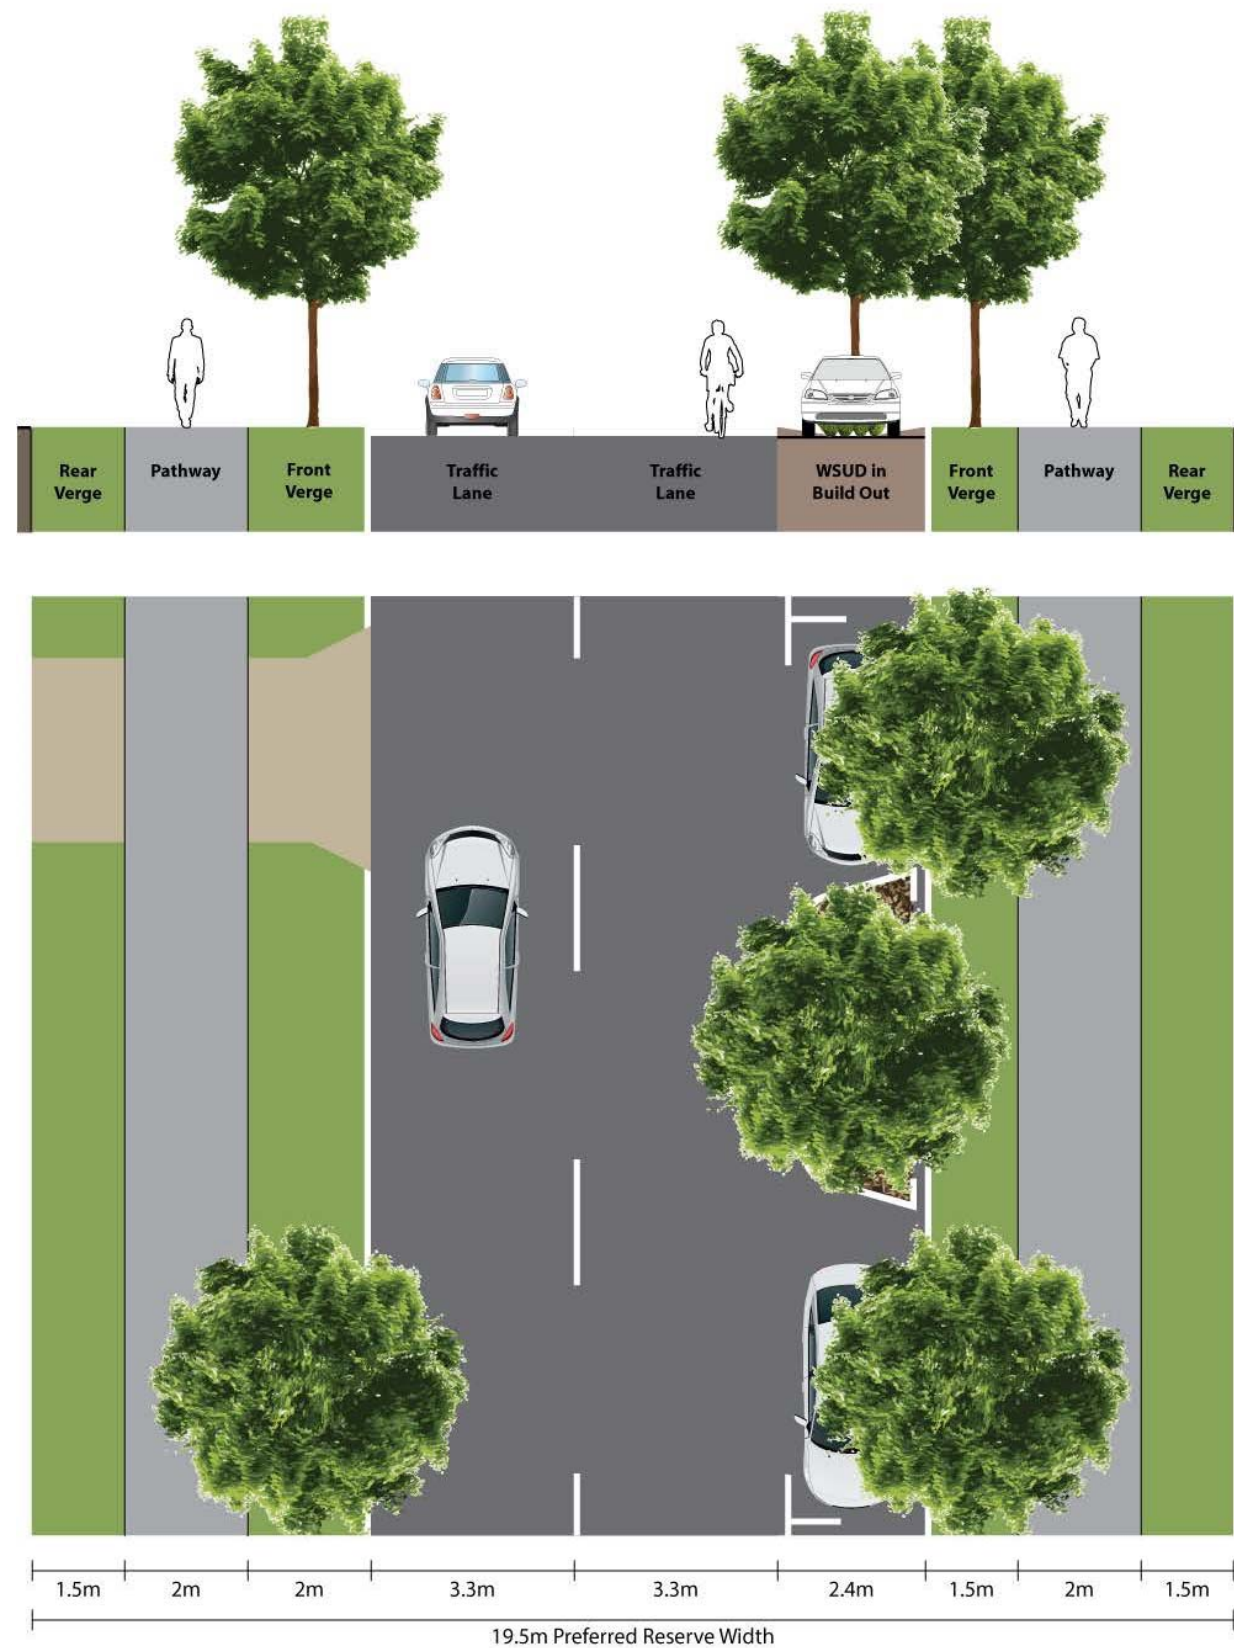 Rear
Verge
Pathway
Front
Verge
Traffic
Lane
Traffic
Lane
WSUD in
Build Out
Front
Verge
Pathway
Rear
Verge
1.5m 2m 2m 3.3m 3.3m 2.4m 1.5m 2m 1.5m
19.5m Preferred Reserve Width